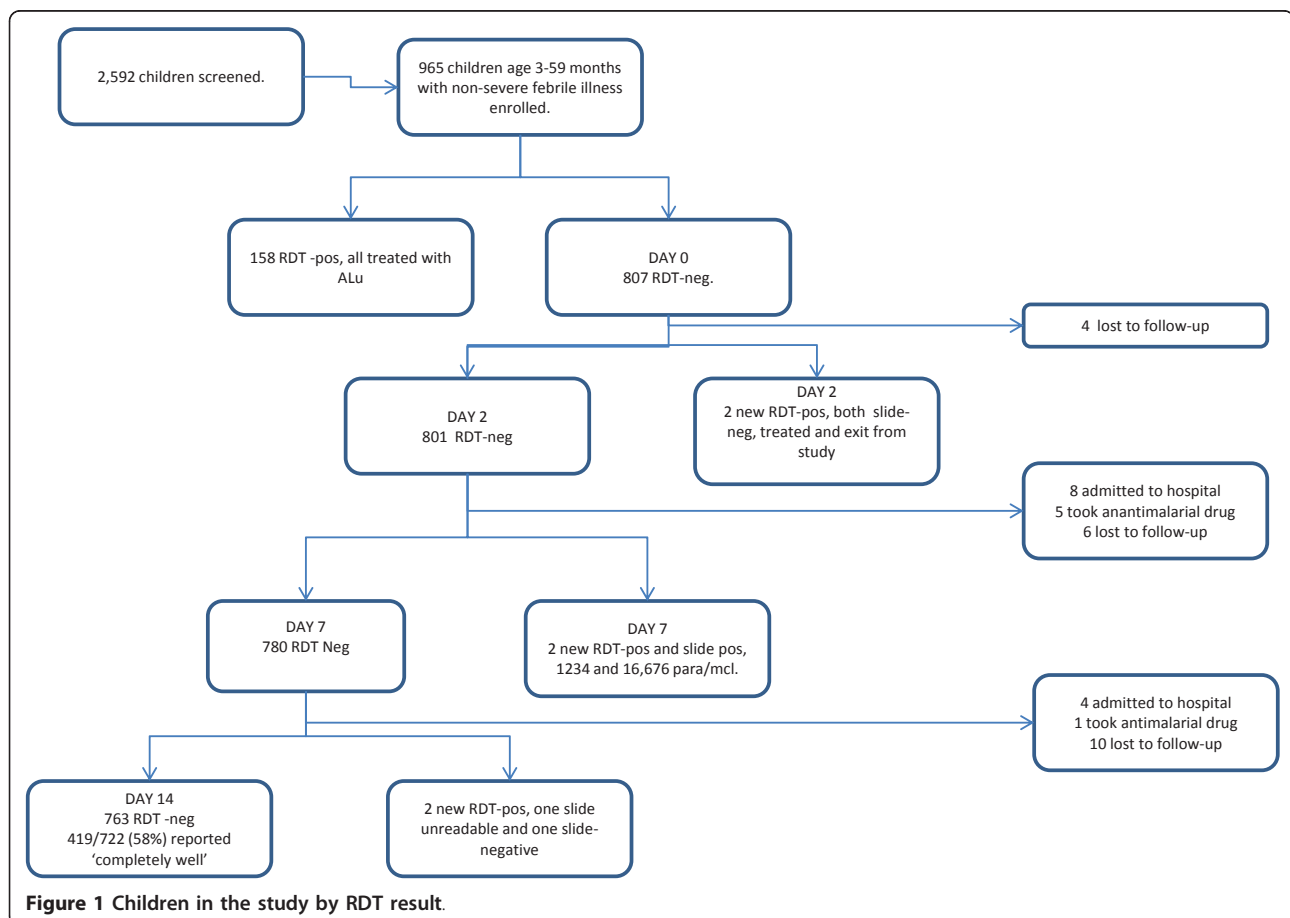 2,592 children screened.
965 children age 3-59 months
with non-severe febrile illness
enrolled.
158 RDT -pos, all treated with
ALu
DAY 0
807 RDT-neg.
4 lost to follow-up
DAY 2
801 RDT-neg
DAY 2
2 new RDT-pos, both slide-
neg, treated and exit from
study
8 admitted to hospital
5 took anantimalarial drug
6 lost to follow-up
DAY 7
780 RDT Neg
DAY 7
2 new RDT-pos and slide pos,
1234 and 16,676 para/mcl.
4 admitted to hospital
1 took antimalarial drug
10 lost to follow-up
DAY 14
763 RDT -neg
419/722 (58%) reported
‘completely well’
2 new RDT-pos, one slide
unreadable and one slide-
negative
Figure 1 Children in the study by RDT result.